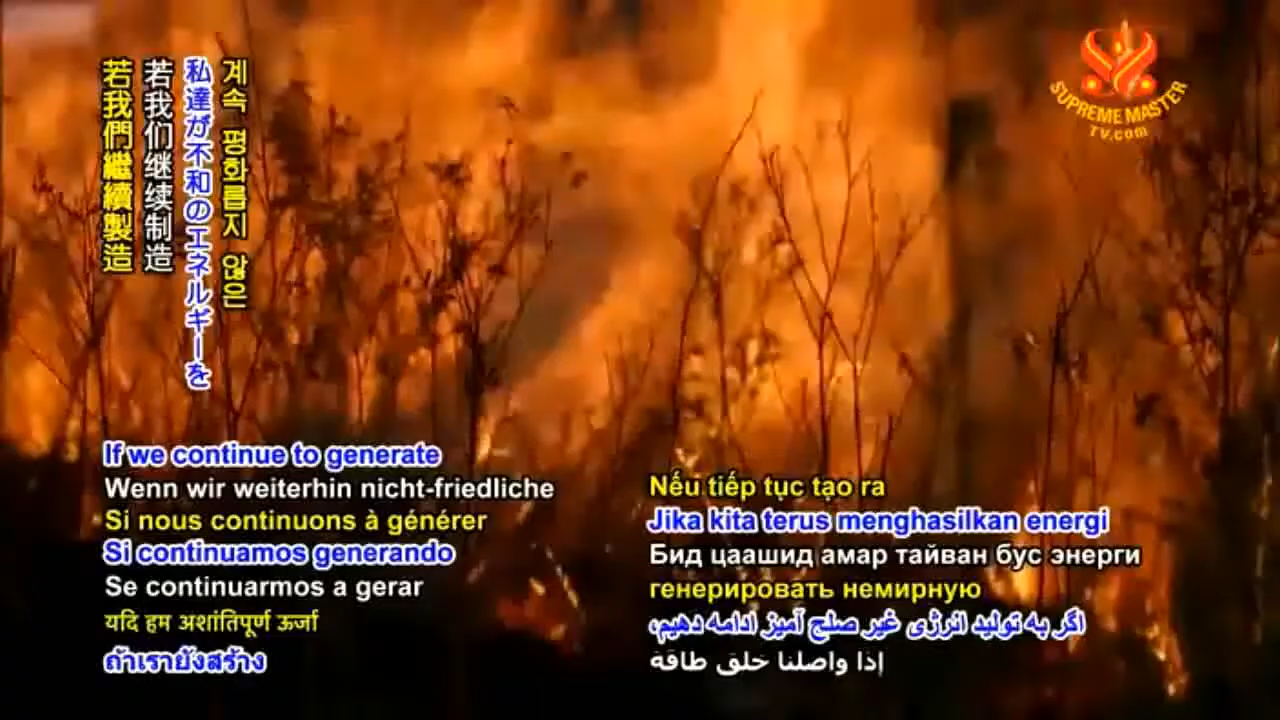 SUPREME MASTER
TV.com
계속 평화롭지 않은
私達が不和のエネルギーを
若我们继续制造
若我們繼續製造
If we continue to generate
Wenn wir weiterhin nicht-friedliche
Si nous continuons à générer
Si continuamos generando
Se continuarmos a gerar
यदि हम अशांतिपूर्ण ऊर्जा
ถ้าเรายังสร้าง
Nếu tiếp tục tạo ra
Jika kita terus menghasilkan energi
Бид цаашид амар тайван бус энерги
генерировать немирную
اگر به تولید انرژی غیر صلح آمیز ادامه دهیم،
إذا واصلنا خلق طاقة